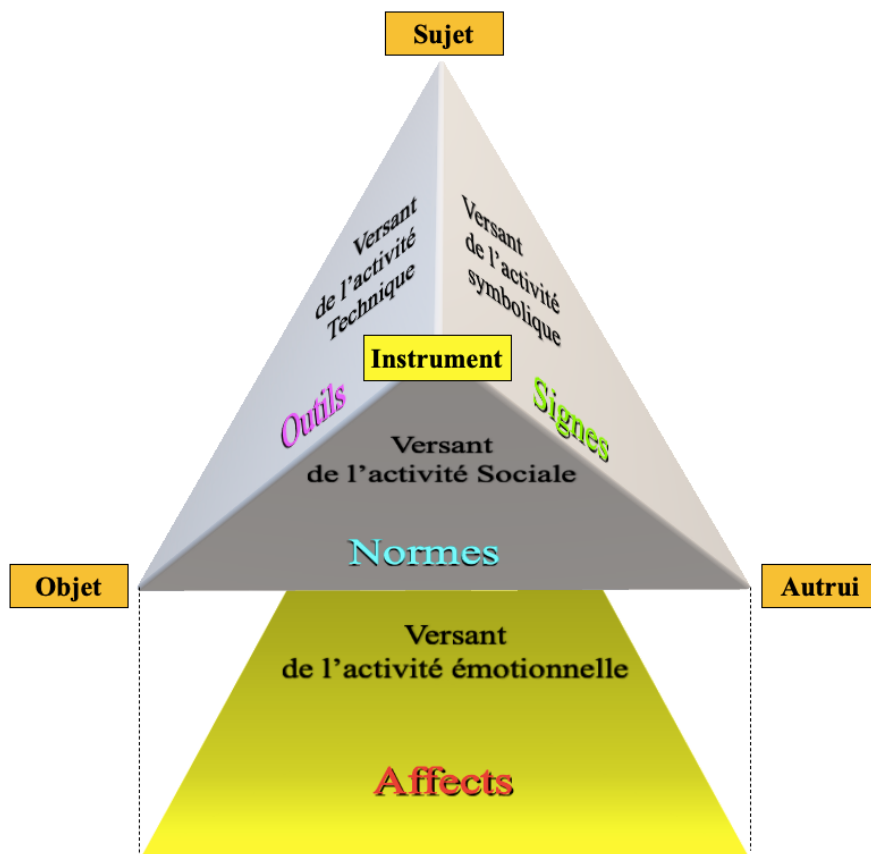 Sujet
Versant
de l’activité
Technique
Versant
de l’activité
symbolique
Instrument
Outils
Signes
Versant
de l’activité Sociale
Normes
Objet
Autrui
Versant
de l’activité émotionnelle
Affects